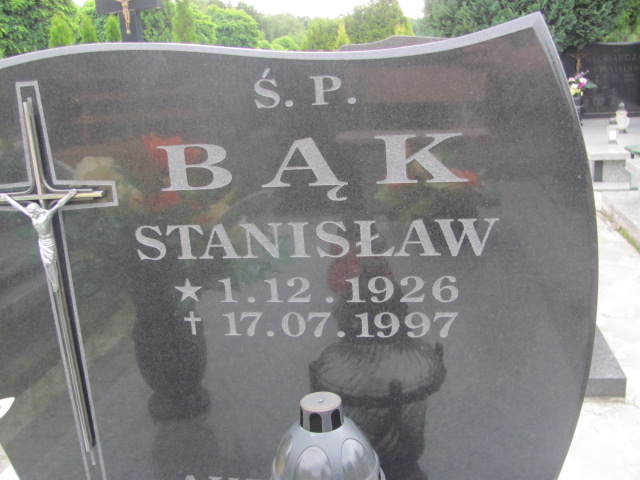 Ś. P.
BĄK
STANISŁAW
★ 1.12.1926
✝ 17.07.1997